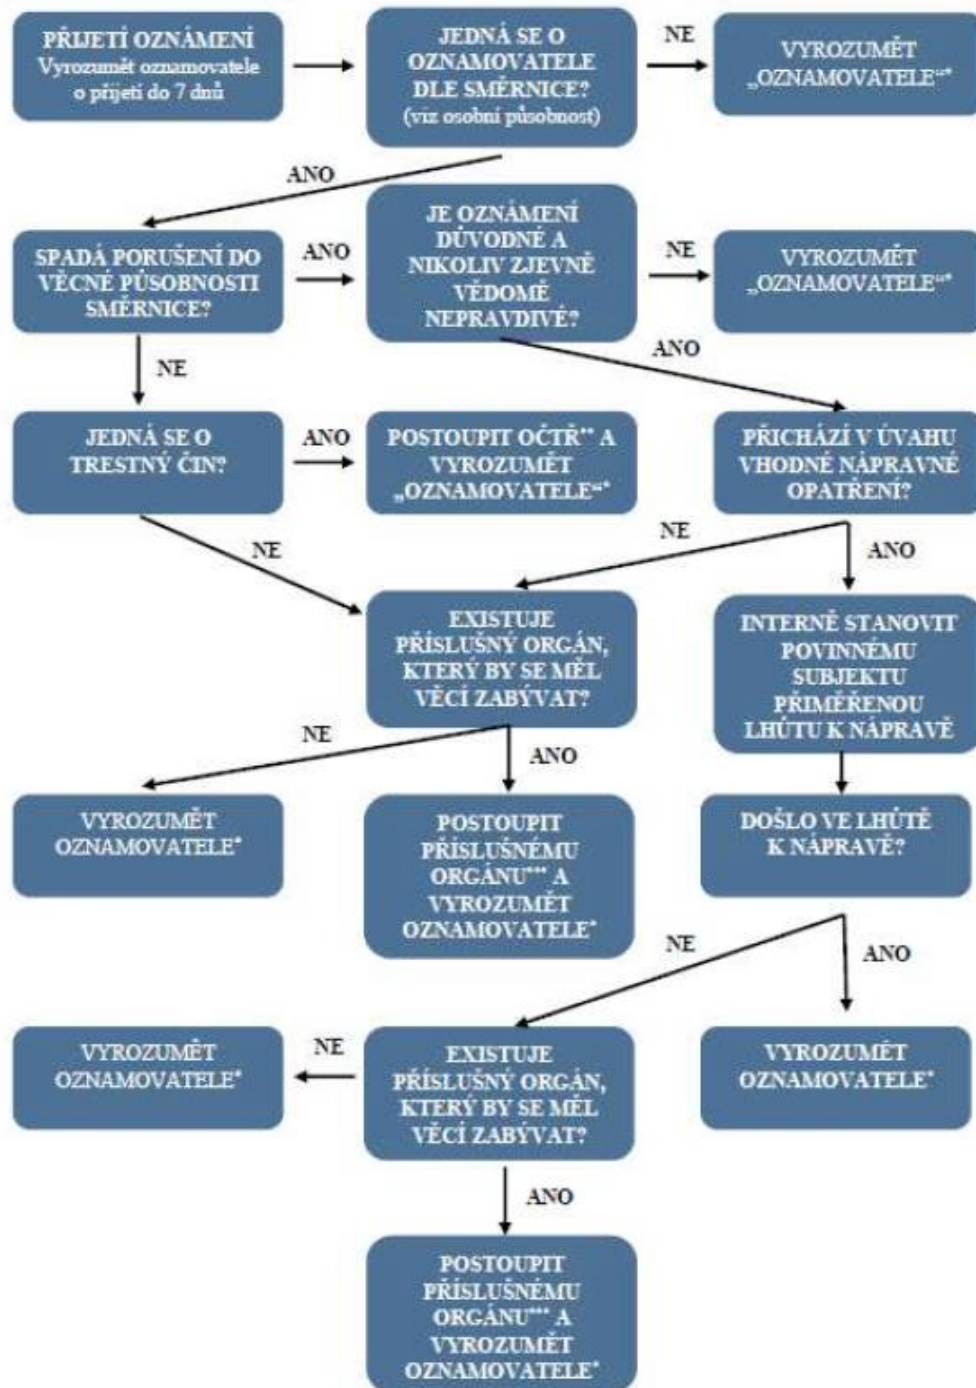 PŘIJETÍ OZNÁMENÍ
Vyrozumět oznamovatele
o přijetí do 7 dnů
JEDNÁ SE O
OZNAMOVATELE
DLE SMĚRNICE?
(viz osobní působnost)
NE
VYROZUMĚT
„OZNAMOVATELE“*
ANO
SPADÁ PORUŠENÍ DO
VĚCNÉ PŮSOBNOSTI
SMĚRNICE?
ANO
JE OZNÁMENÍ
DŮVODNÉ A
NIKOLIV ZJEVNĚ
VĚDOMĚ
NEPRAVDIVÉ?
NE
VYROZUMĚT
„OZNAMOVATELE“*
NE
ANO
JEDNÁ SE O
TRESTNÝ ČIN?
ANO
POSTOUPIT OČTŘ** A
VYROZUMĚT
„OZNAMOVATELE“*
PŘICHÁZÍ V ÚVAHU
VHODNÉ NÁPRAVNÉ
OPATŘENÍ?
NE
NE
ANO
EXISTUJE
PŘÍSLUŠNÝ ORGÁN,
KTERÝ BY SE MĚL
VĚCÍ ZABÝVAT?
INTERNĚ STANOVIT
POVINNÉMU
SUBJEKTU
PŘIMĚŘENOU
LHŮTU K NÁPRAVĚ
NE
ANO
VYROZUMĚT
OZNAMOVATELE*
POSTOUPIT
PŘÍSLUŠNÉMU
ORGÁNU*** A
VYROZUMĚT
OZNAMOVATELE*
DOŠLO VE LHŮTĚ
K NÁPRAVĚ?
NE
ANO
VYROZUMĚT
OZNAMOVATELE*
NE
EXISTUJE
PŘÍSLUŠNÝ ORGÁN,
KTERÝ BY SE MĚL
VĚCÍ ZABÝVAT?
VYROZUMĚT
OZNAMOVATELE*
ANO
POSTOUPIT
PŘÍSLUŠNÉMU
ORGÁNU*** A
VYROZUMĚT
OZNAMOVATELE*